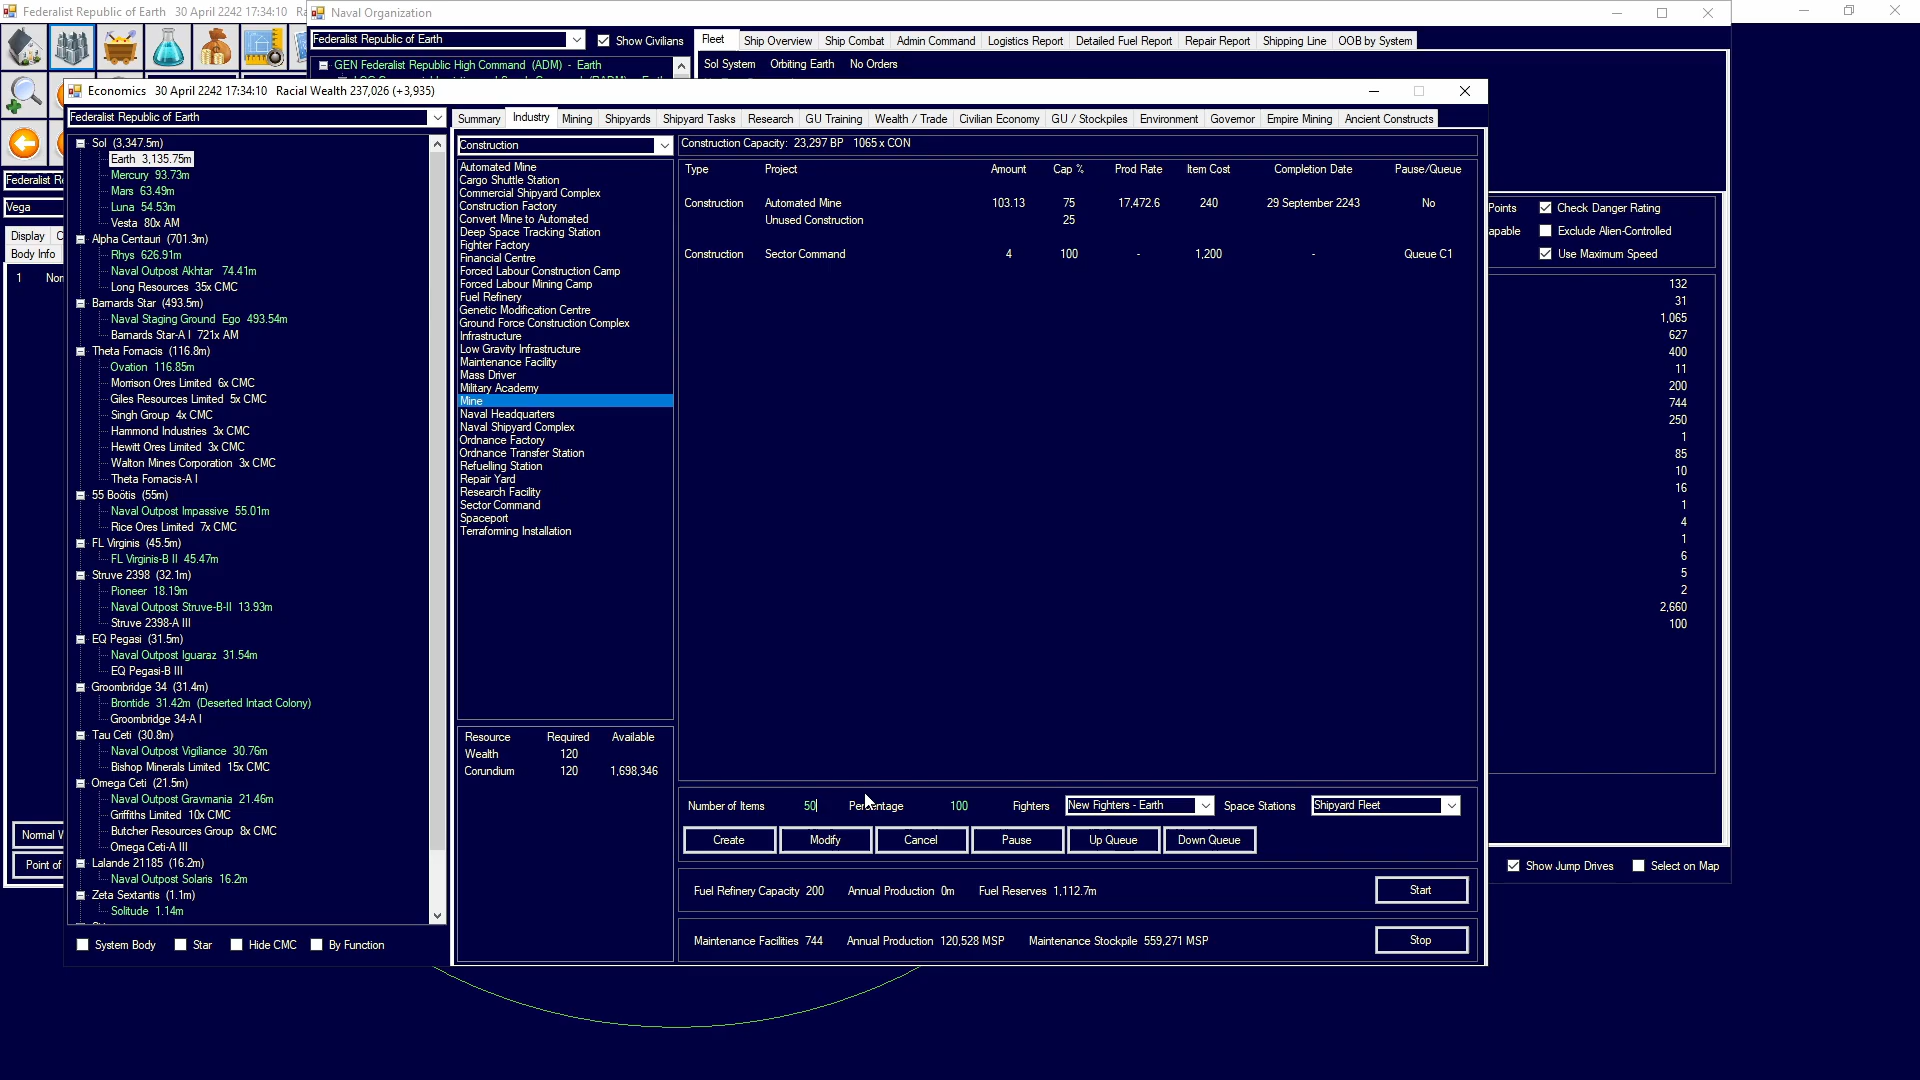 Federalist Republic of Earth 30 April 2242 17:34:10
Naval Organization
Federalist Republic of Earth
Show Civilians
Fleet Ship Overview Ship Combat Admin Command Logistics Report Detailed Fuel Report Repair Report Shipping Line OOB by System
GEN Federalist Republic High Command (ADM) - Earth
Sol System Orbiting Earth No Orders
Economics 30 April 2242 17:34:10 Racial Wealth 237,026 (+3,935)
Federalist Republic of Earth
Summary Industry Mining Shipyards Shipyard Tasks Research GU Training Wealth / Trade Civilian Economy GU / Stockpiles Environment Governor Empire Mining Ancient Constructs
Federalist R
Vega
Display
Body Info
1
Normal W
Point of
Sol (3,347.5m)
Earth 3,135.75m
Mercury 93.73m
Mars 63.49m
Luna 54.53m
Vesta 80x AM
Alpha Centauri (701.3m)
Rhys 626.91m
Naval Outpost Akhtar 74.41m
Long Resources 35x CMC
Barnards Star (493.5m)
Naval Staging Ground Ego 493.54m
Barnards Star-A I 721x AM
Theta Fornacis (116.8m)
Ovation 116.85m
Morrison Ores Limited 6x CMC
Giles Resources Limited 5x CMC
Singh Group 4x CMC
Hammond Industries 3x CMC
Hewitt Ores Limited 3x CMC
Walton Mines Corporation 3x CMC
Theta Fornacis-A I
55 Boötis (55m)
Naval Outpost Impassive 55.01m
Rice Ores Limited 7x CMC
FL Virginis (45.5m)
FL Virginis-B II 45.47m
Struve 2398 (32.1m)
Pioneer 18.19m
Naval Outpost Struve-B-II 13.93m
Struve 2398-A III
EQ Pegasi (31.5m)
Naval Outpost Iguaraz 31.54m
EQ Pegasi-B III
Groombridge 34 (31.4m)
Brontide 31.42m (Deserted Intact Colony)
Groombridge 34-A I
Tau Ceti (30.8m)
Naval Outpost Vigiliance 30.76m
Bishop Minerals Limited 15x CMC
Omega Ceti (21.5m)
Naval Outpost Gravmania 21.46m
Griffiths Limited 10x CMC
Butcher Resources Group 8x CMC
Omega Ceti-A III
Lalande 21185 (16.2m)
Naval Outpost Solaris 16.2m
Zeta Sextantis (1.1m)
Solitude 1.14m
System Body Star Hide CMC By Function
Construction
Automated Mine
Cargo Shuttle Station
Commercial Shipyard Complex
Construction Factory
Convert Mine to Automated
Deep Space Tracking Station
Fighter Factory
Financial Centre
Forced Labour Construction Camp
Forced Labour Mining Camp
Fuel Refinery
Genetic Modification Centre
Ground Force Construction Complex
Infrastructure
Low Gravity Infrastructure
Maintenance Facility
Mass Driver
Military Academy
Mine
Naval Headquarters
Naval Shipyard Complex
Ordnance Factory
Ordnance Transfer Station
Refuelling Station
Repair Yard
Research Facility
Sector Command
Spaceport
Terraforming Installation
Resource Required Available
Wealth 120
Corundium 120 1,698,346
Construction Capacity: 23,297 BP 1065 x CON
Type Project Amount Cap % Prod Rate Item Cost Completion Date Pause/Queue
Construction Automated Mine 103.13 75 17,472.6 240 29 September 2243 No
Unused Construction 25
Construction Sector Command 4 100 - 1,200 - Queue C1
Number of Items 50 Percentage 100 Fighters New Fighters - Earth Space Stations Shipyard Fleet
Create Modify Cancel Pause Up Queue Down Queue
Fuel Refinery Capacity 200 Annual Production 0m Fuel Reserves 1,112.7m Start
Maintenance Facilities 744 Annual Production 120,528 MSP Maintenance Stockpile 559,271 MSP Stop
Points Check Danger Rating
apable Exclude Alien-Controlled
Use Maximum Speed
132
31
1,065
627
400
11
200
744
250
1
85
10
16
1
4
1
6
5
2
2,660
100
Show Jump Drives Select on Map